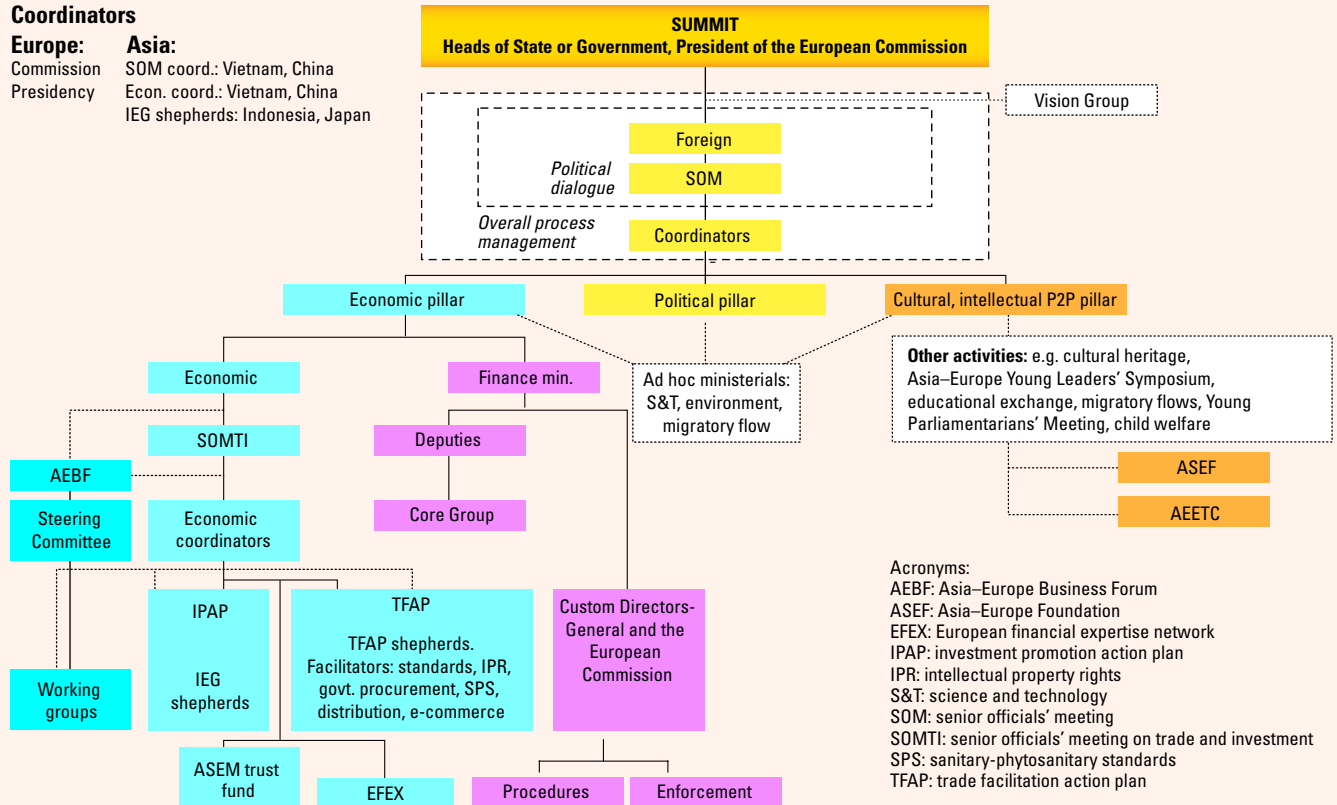 Coordinators
Europe: Asia:
Commission SOM coord.: Vietnam, China
Presidency Econ. coord.: Vietnam, China
IEG shepherds: Indonesia, Japan
SUMMIT
Heads of State or Government, President of the European Commission
Vision Group
Foreign
Political
dialogue
SOM
Overall process
management
Coordinators
Economic pillar
Political pillar
Cultural, intellectual P2P pillar
Economic
Finance min.
Ad hoc ministerials:
S&T, environment,
migratory flow
Other activities: e.g. cultural heritage,
Asia–Europe Young Leaders’ Symposium,
educational exchange, migratory flows, Young
Parliamentarians’ Meeting, child welfare
SOMTI
Deputies
AEBF
ASEF
Steering
Committee
Economic
coordinators
Core Group
AEETC
IPAP
IEG
shepherds
TFAP
TFAP shepherds.
Facilitators: standards, IPR,
govt. procurement, SPS,
distribution, e-commerce
Custom Directors-
General and the
European
Commission
Working
groups
ASEM trust
fund
EFEX
Procedures
Enforcement
Acronyms:
AEBF: Asia–Europe Business Forum
ASEF: Asia–Europe Foundation
EFEX: European financial expertise network
IPAP: investment promotion action plan
IPR: intellectual property rights
S&T: science and technology
SOM: senior officials’ meeting
SOMTI: senior officials’ meeting on trade and investment
SPS: sanitary-phytosanitary standards
TFAP: trade facilitation action plan